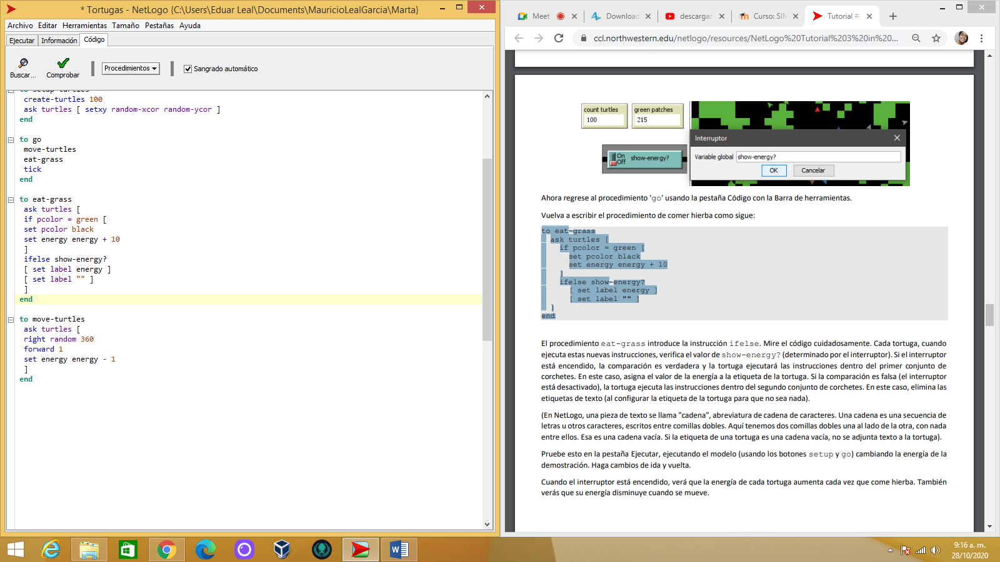 * Tortugas - NetLogo {C:\Users\Eduar Leal\Documents\MauricioLealGarcia\Marta}
Archivo Editar Herramientas Tamaño Pestañas Ayuda
Ejecutar Información Código
Buscar... Comprobar Procedimientos Sangrado automático
to setup-turtles
create-turtles 100
ask turtles [ setxy random-xcor random-ycor ]
end
to go
move-turtles
eat-grass
tick
end
to eat-grass
ask turtles [
if pcolor = green [
set pcolor black
set energy energy + 10
]
ifelse show-energy?
[ set label energy ]
[ set label "" ]
]
end
to move-turtles
ask turtles [
right random 360
forward 1
set energy energy - 1
]
end
Meet Download descargar Curso: SIM Tutorial #
ccl.northwestern.edu/netlogo/resources/NetLogo%20Tutorial%203%20in%20...
count turtles
100
green patches
215
On
Off
show-energy?
Interruptor
Variable global show-energy?
OK Cancelar
Ahora regrese al procedimiento 'go' usando la pestaña Código con la Barra de herramientas.
Vuelva a escribir el procedimiento de comer hierba como sigue:
to eat-grass
ask turtles [
if pcolor = green [
set pcolor black
set energy energy + 10
]
ifelse show-energy?
[ set label energy ]
[ set label "" ]
]
end
El procedimiento eat-grass introduce la instrucción ifelse. Mire el código cuidadosamente. Cada tortuga, cuando
ejecuta estas nuevas instrucciones, verifica el valor de show-energy? (determinado por el interruptor). Si el interruptor
está encendido, la comparación es verdadera y la tortuga ejecutará las instrucciones dentro del primer conjunto de
corchetes. En este caso, asigna el valor de la energía a la etiqueta de la tortuga. Si la comparación es falsa (el interruptor
está desactivado), la tortuga ejecuta las instrucciones dentro del segundo conjunto de corchetes. En este caso, elimina las
etiquetas de texto (al configurar la etiqueta de la tortuga para que no sea nada).
(En NetLogo, una pieza de texto se llama "cadena", abreviatura de cadena de caracteres. Una cadena es una secuencia de
letras u otros caracteres, escritos entre comillas dobles. Aquí tenemos dos comillas dobles una al lado de la otra, con nada
entre ellos. Esa es una cadena vacía. Si la etiqueta de una tortuga es una cadena vacía, no se adjunta texto a la tortuga).
Pruebe esto en la pestaña Ejecutar, ejecutando el modelo (usando los botones setup y go) cambiando la energía de la
demostración. Haga cambios de ida y vuelta.
Cuando el interruptor está encendido, verá que la energía de cada tortuga aumenta cada vez que come hierba. También
verás que su energía disminuye cuando se mueve.
9:16 a. m.
28/10/2020